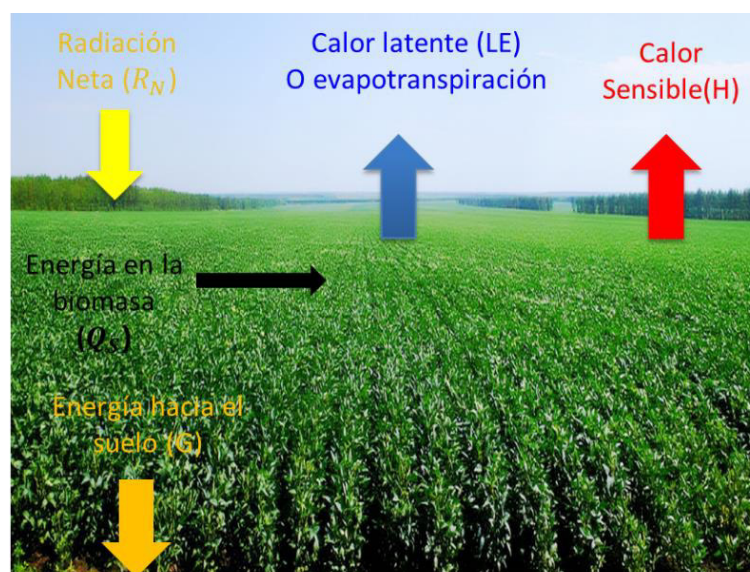 Radiación
Neta (R_N)
Calor latente (LE)
O evapotranspiración
Calor
Sensible(H)
Energía en la
biomasa
(Q_S)
Energía hacia el
suelo (G)